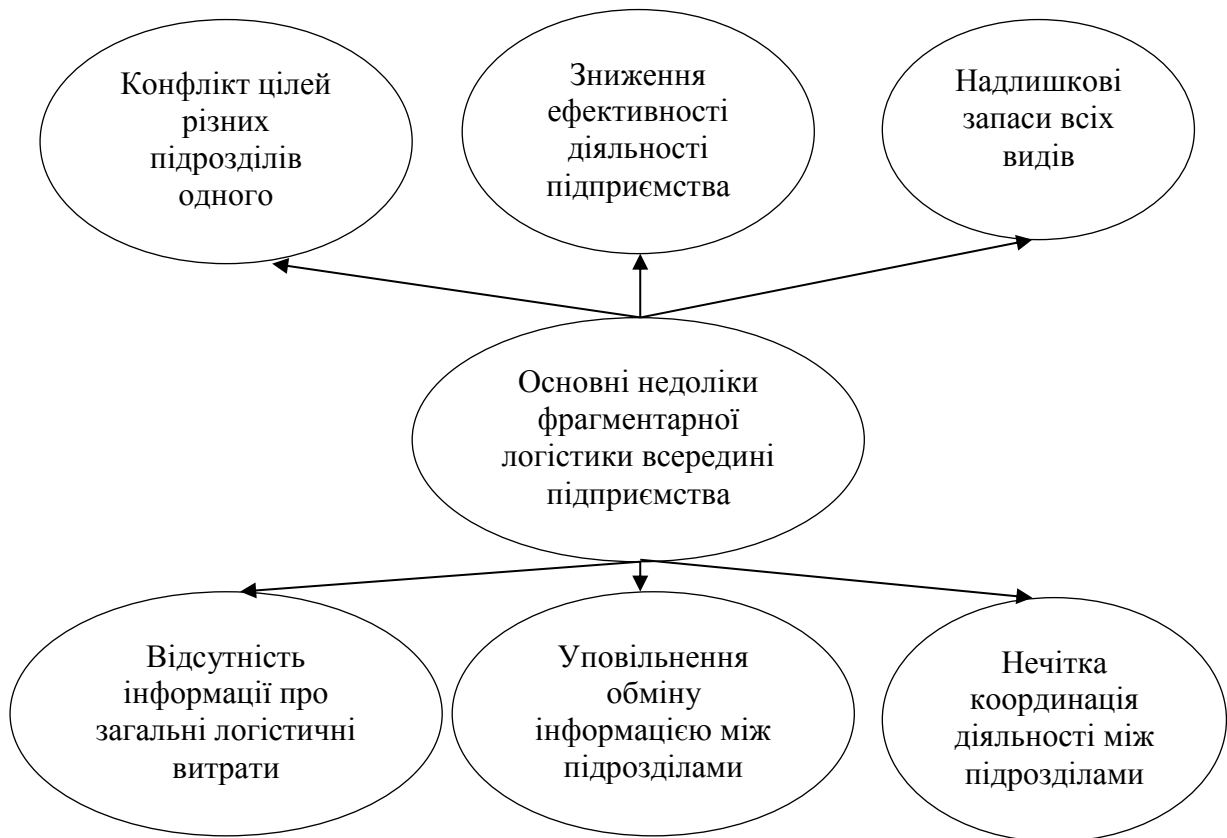 Конфлікт цілей
різних
підрозділів
одного
Зниження
ефективності
діяльності
підприємства
Надлишкові
запаси всіх
видів
Основні недоліки
фрагментарної
логістики всередині
підприємства
Відсутність
інформації про
загальні логістичні
витрати
Уповільнення
обміну
інформацією між
підрозділами
Нечітка
координація
діяльності між
підрозділами